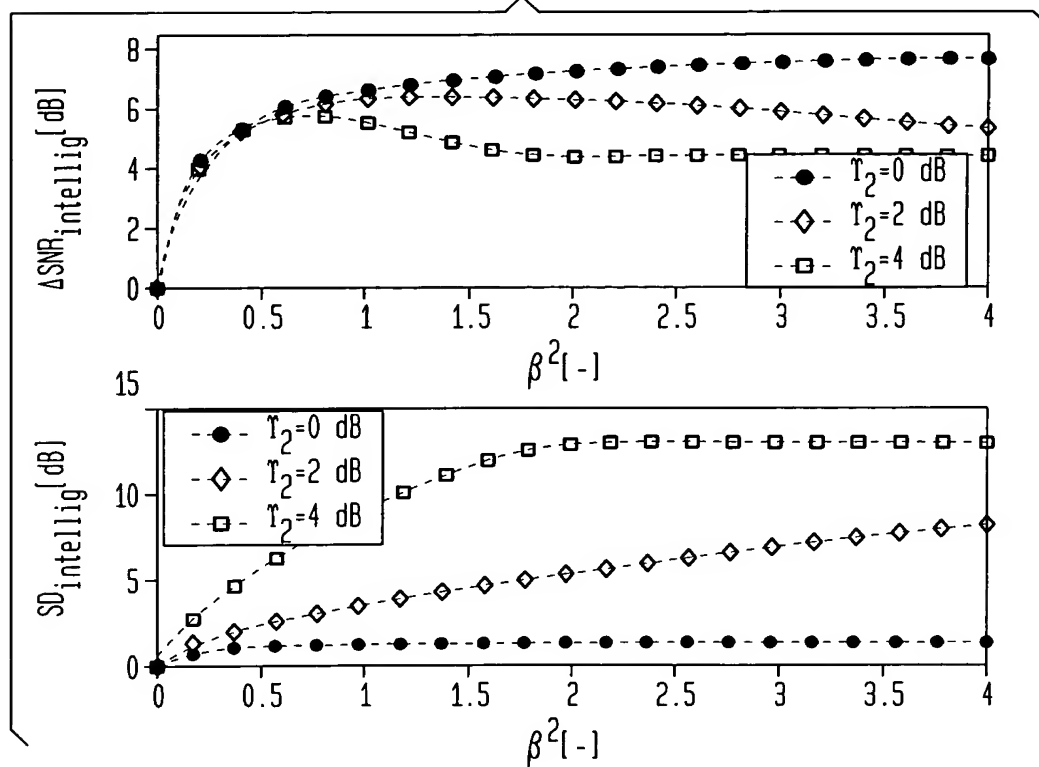 ΔSNRintellig[dB]
8
6
4
2
0
ϒ2=0 dB
ϒ2=2 dB
ϒ2=4 dB
0 0.5 1 1.5 2 2.5 3 3.5 4
β2[-]
SDintellig[dB]
15
10
5
0
ϒ2=0 dB
ϒ2=2 dB
ϒ2=4 dB
0 0.5 1 1.5 2 2.5 3 3.5 4
β2[-]